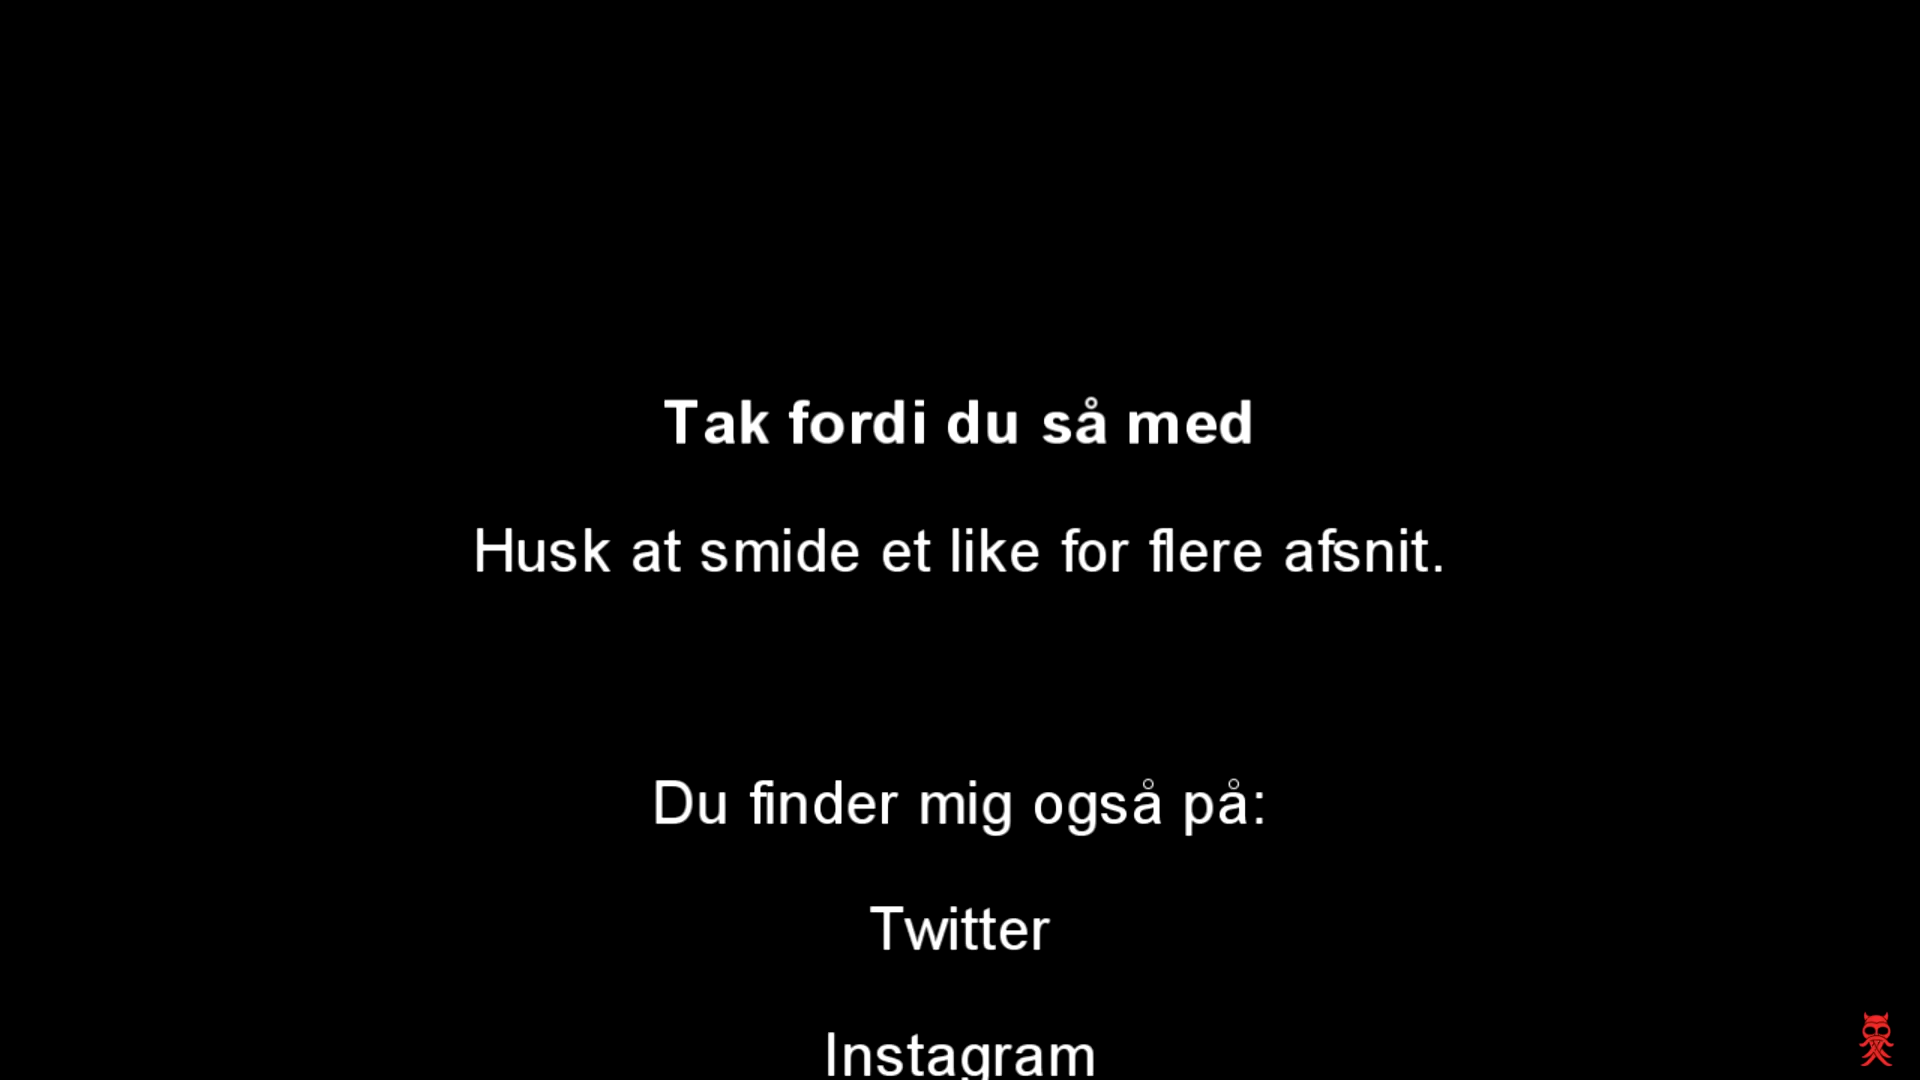 Tak fordi du så med
Husk at smide et like for flere afsnit.
Du finder mig også på:
Twitter
Instagram